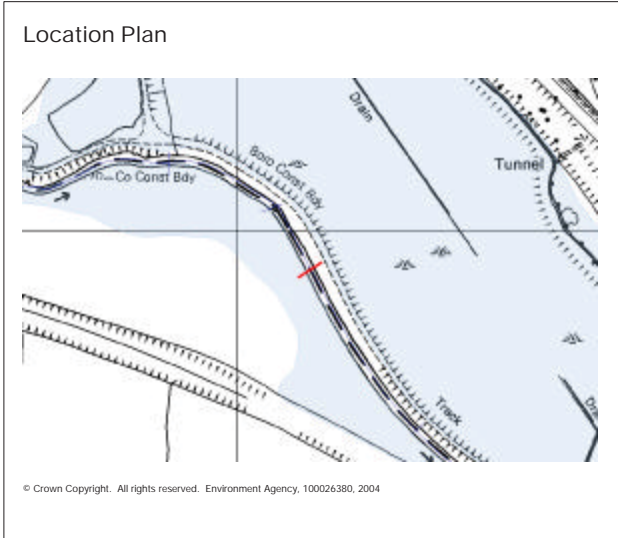 Location Plan
Drain
Boro Const Bdy
Tunnel
Co Const Bdy
Track
© Crown Copyright. All rights reserved. Environment Agency, 100026380, 2004